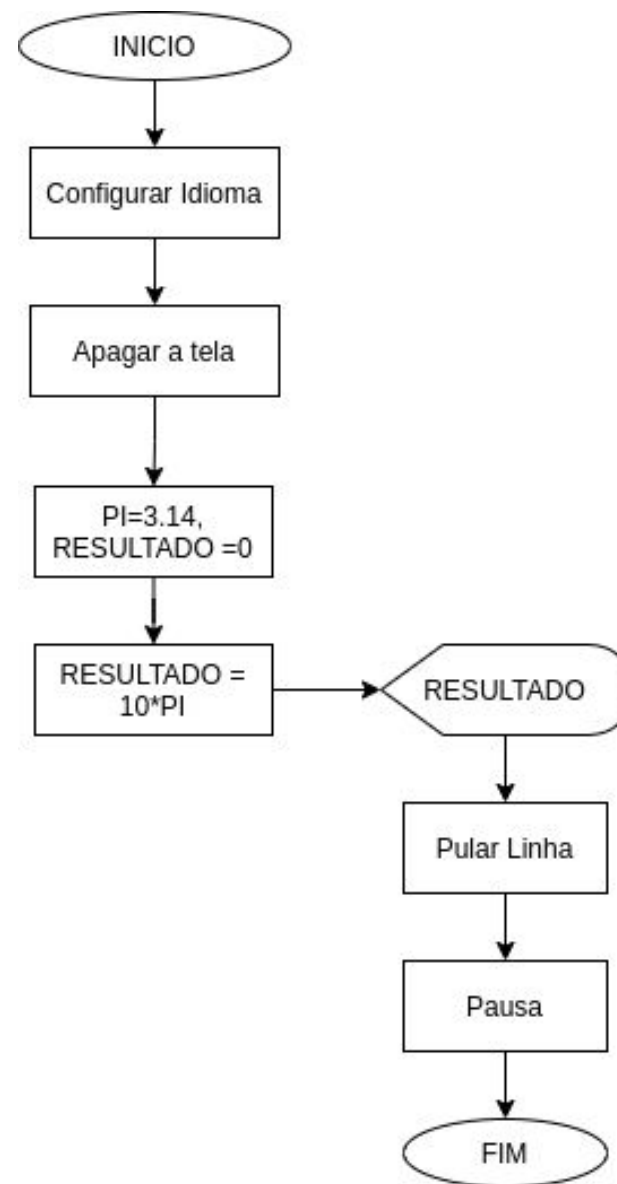 INICIO
Configurar Idioma
Apagar a tela
PI=3.14,
RESULTADO =0
RESULTADO =
10*PI
RESULTADO
Pular Linha
Pausa
FIM